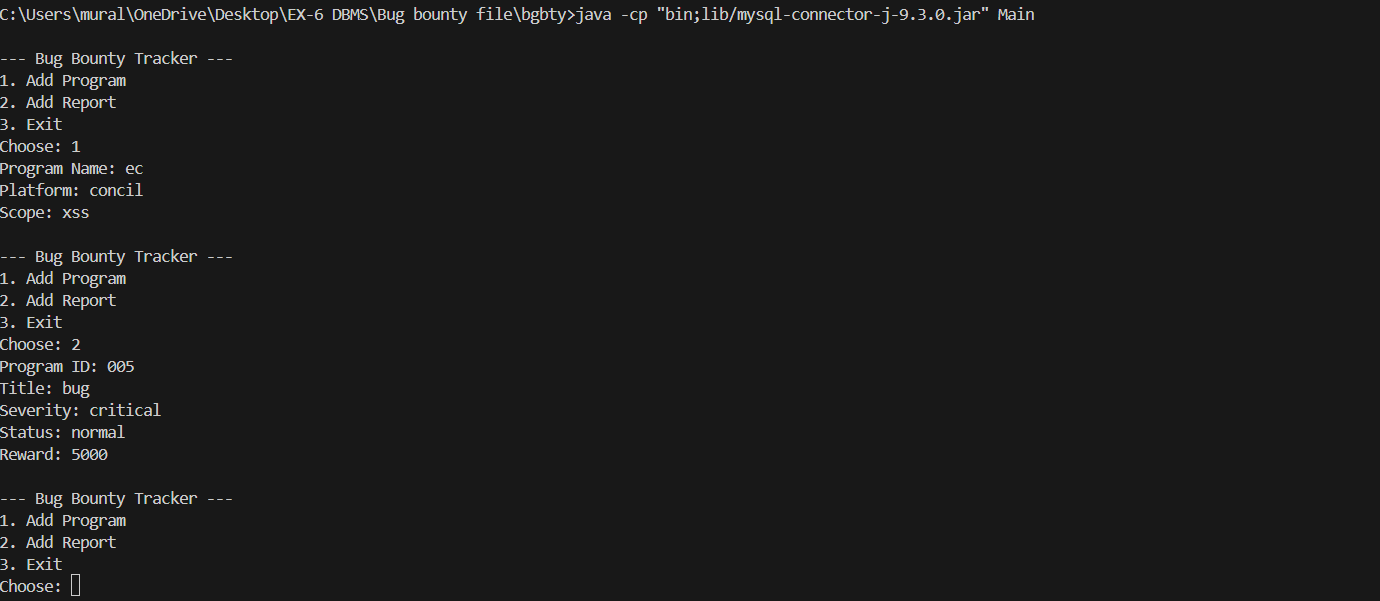 C:\Users\mural\OneDrive\Desktop\EX-6 DBMS\Bug bounty file\bgbty>java -cp "bin;lib/mysql-connector-j-9.3.0.jar" Main
--- Bug Bounty Tracker ---
1. Add Program
2. Add Report
3. Exit
Choose: 1
Program Name: ec
Platform: concil
Scope: xss
--- Bug Bounty Tracker ---
1. Add Program
2. Add Report
3. Exit
Choose: 2
Program ID: 005
Title: bug
Severity: critical
Status: normal
Reward: 5000
--- Bug Bounty Tracker ---
1. Add Program
2. Add Report
3. Exit
Choose: